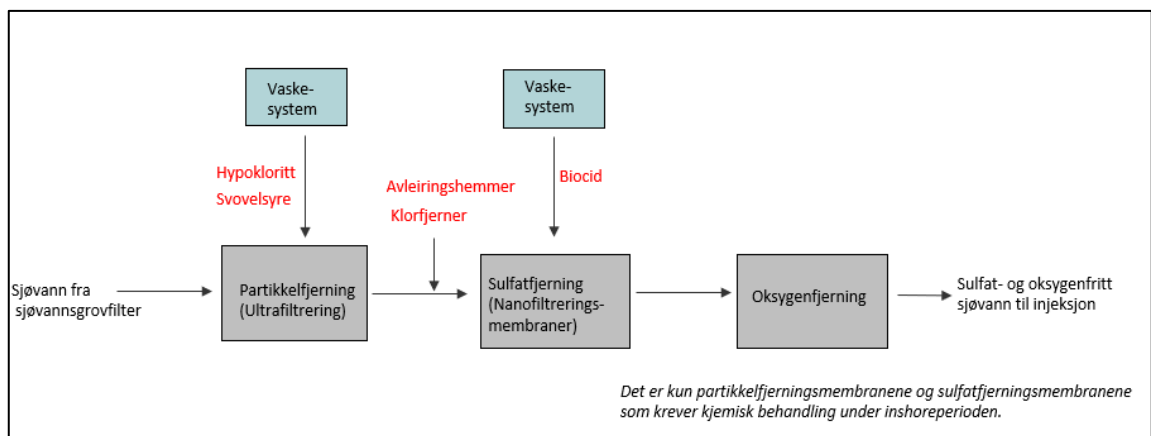 Vaske-
system
Vaske-
system
Hypokloritt
Svovelsyre
Avleiringshemmer
Klorfjerner
Biocid
Sjøvann fra
sjøvannsgrovfilter
Partikkelfjerning
(Ultrafiltrering)
Sulfatfjerning
(Nanofiltrerings-
membraner)
Oksygenfjerning
Sulfat- og oksygenfritt
sjøvann til injeksjon
Det er kun partikkelfjerningsmembranene og sulfatfjerningsmembranene
som krever kjemisk behandling under inshoreperioden.